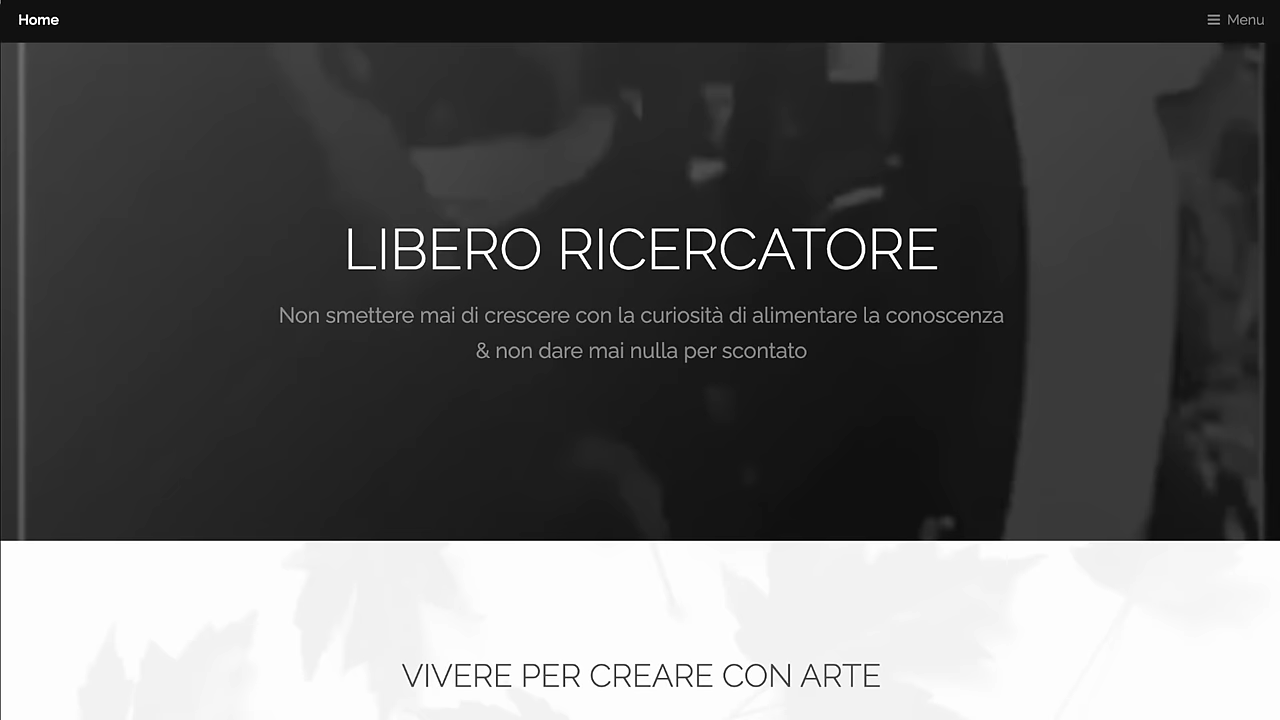 Home
Menu
LIBERO RICERCATORE
Non smettere mai di crescere con la curiosità di alimentare la conoscenza
& non dare mai nulla per scontato
VIVERE PER CREARE CON ARTE